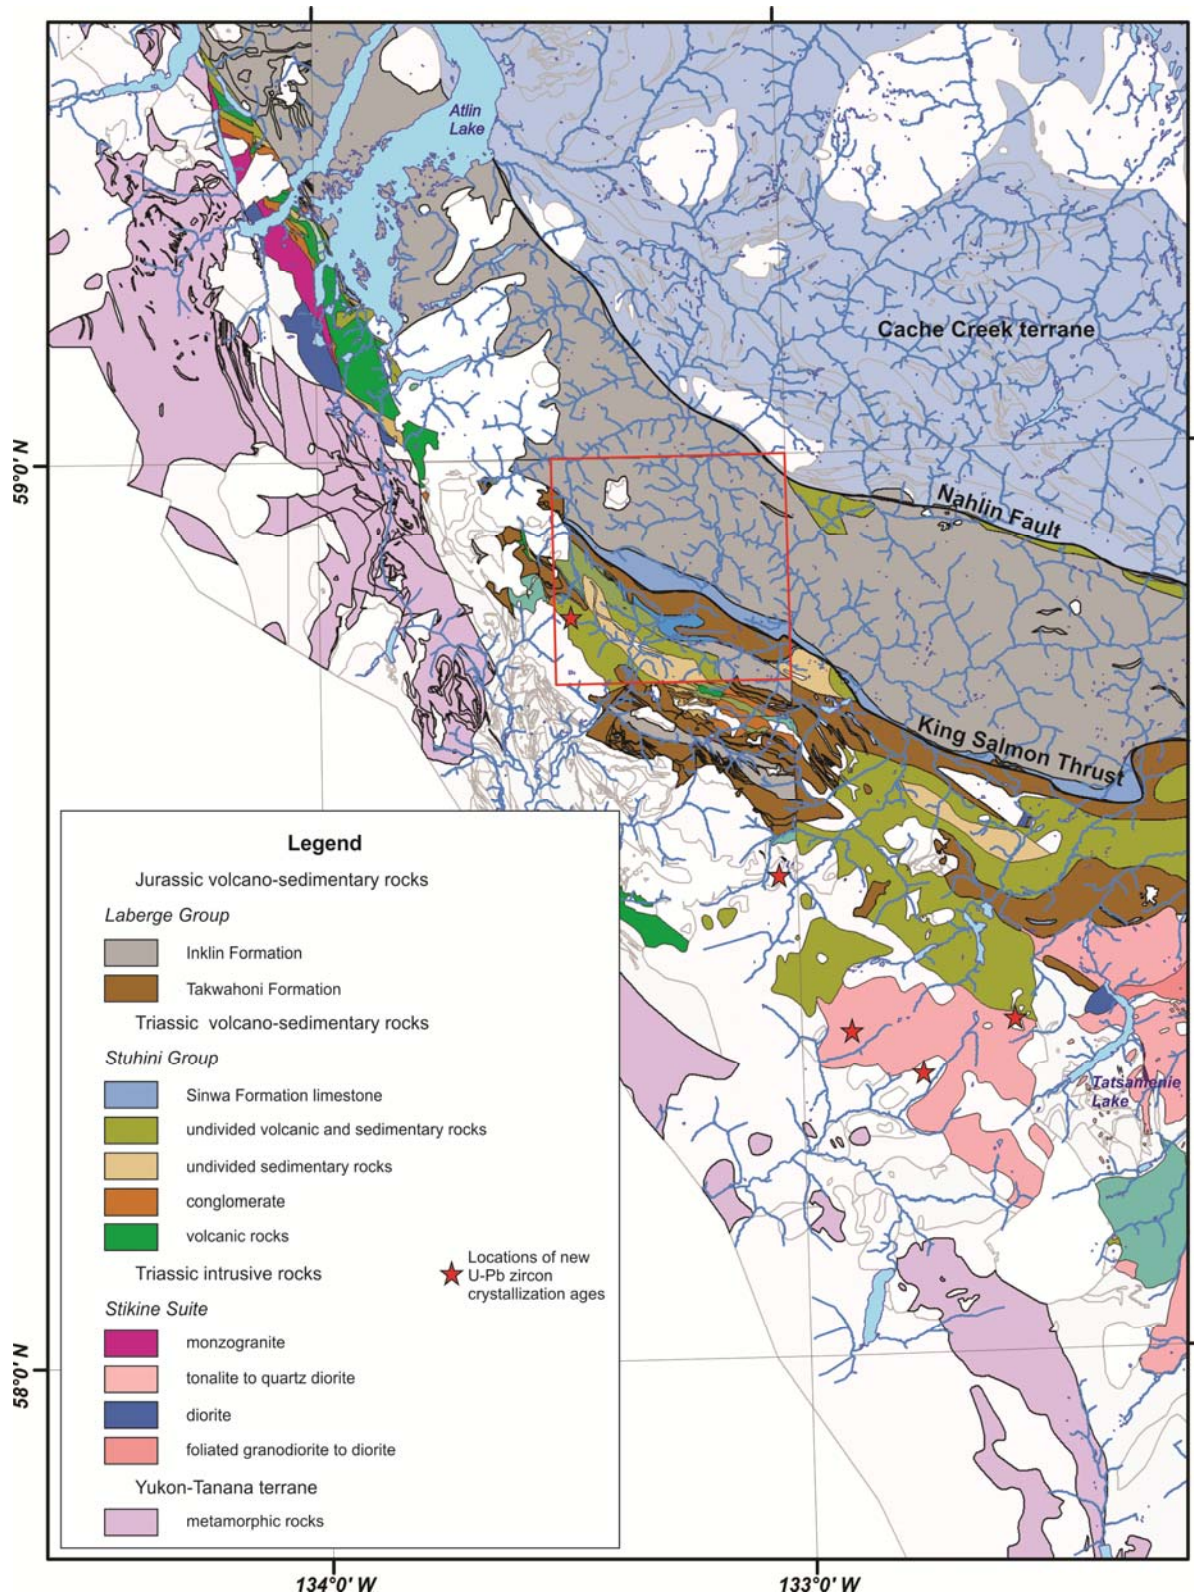 Atlin
Lake
Cache Creek terrane
59°0' N
Nahlin Fault
King Salmon Thrust
Legend
Jurassic volcano-sedimentary rocks
Laberge Group
Inklin Formation
Takwahoni Formation
Triassic volcano-sedimentary rocks
Stuhini Group
Sinwa Formation limestone
undivided volcanic and sedimentary rocks
undivided sedimentary rocks
conglomerate
volcanic rocks
Locations of new
U-Pb zircon
crystallization ages
Triassic intrusive rocks
Stikine Suite
monzogranite
tonalite to quartz diorite
diorite
foliated granodiorite to diorite
Yukon-Tanana terrane
metamorphic rocks
Tatsamenie
Lake
58°0' N
134°0' W
133°0' W